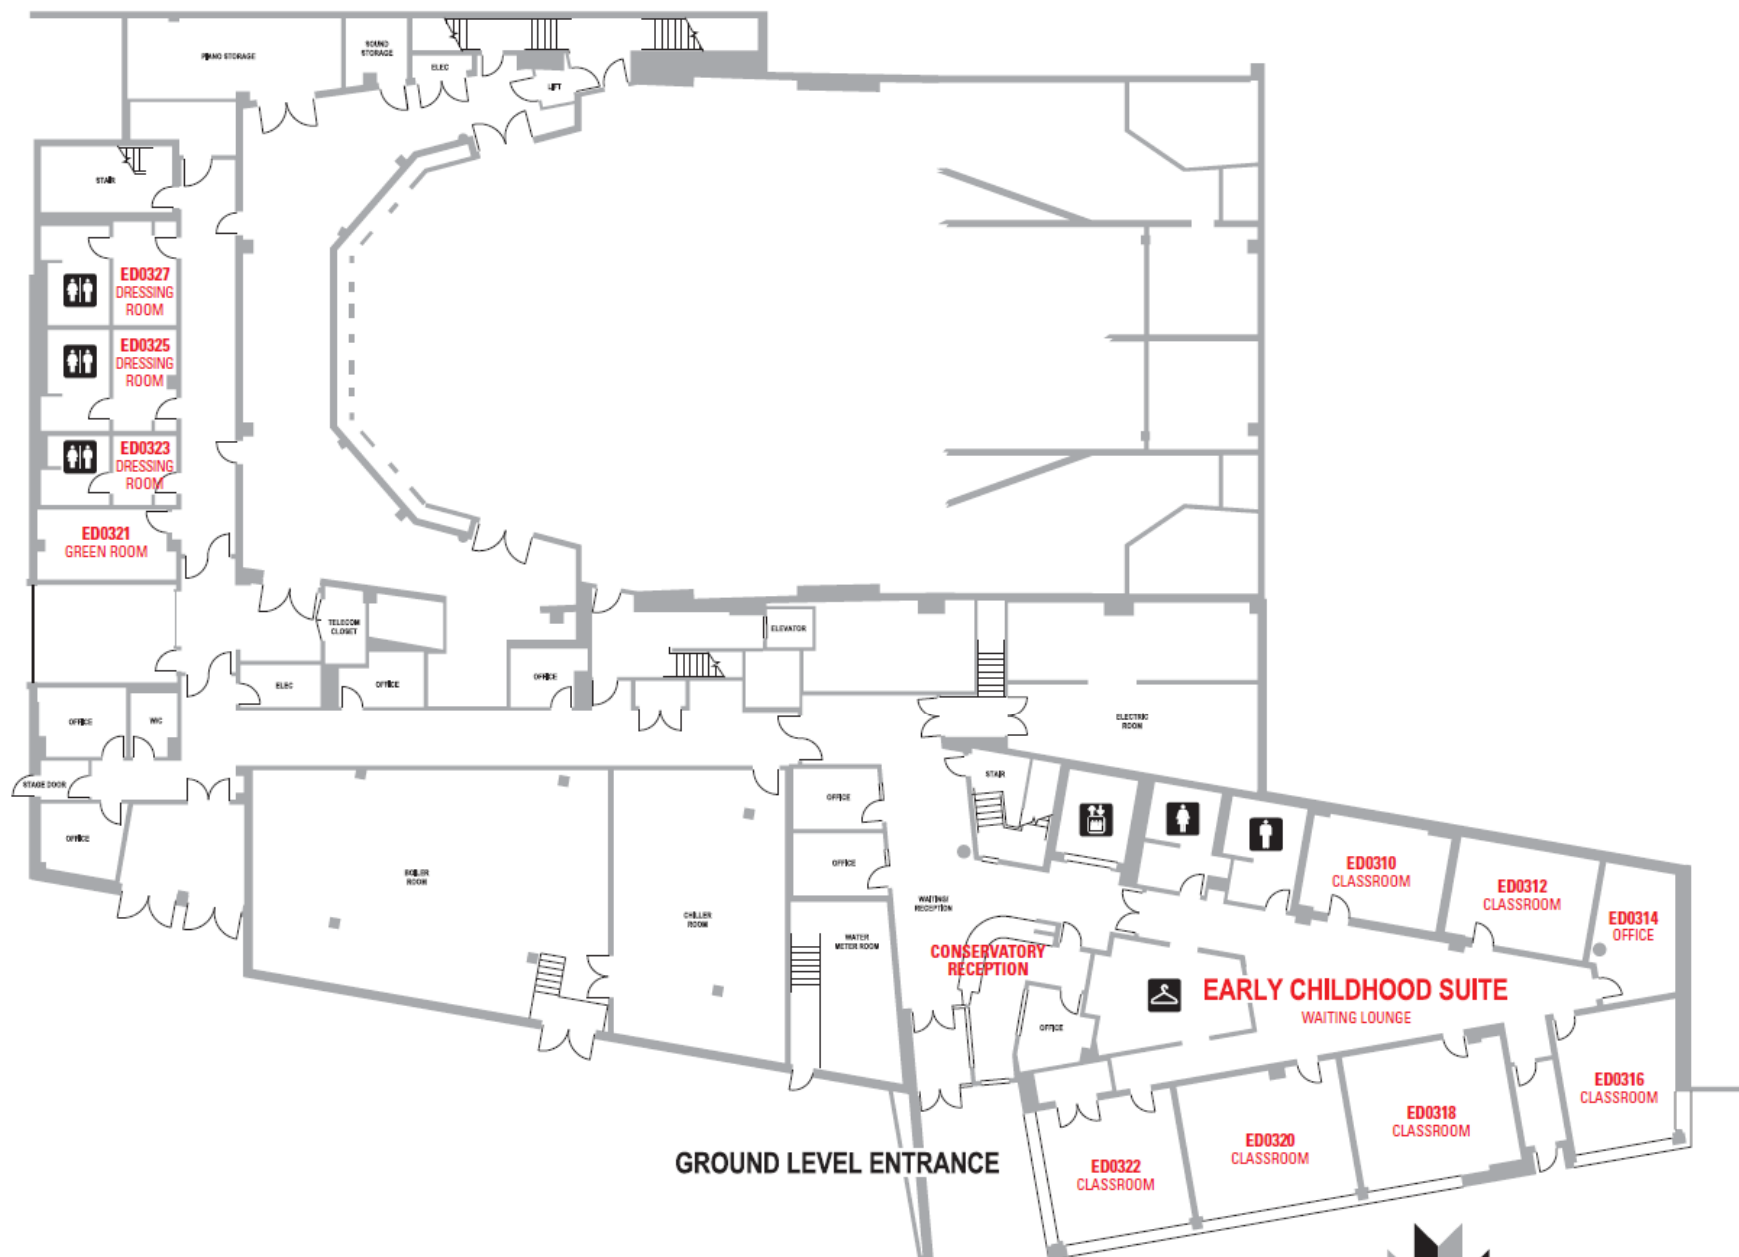 PIANO STORAGE
SOUND
STORAGE
ELEC
LIFT
STAIR
ED0327
DRESSING
ROOM
ED0325
DRESSING
ROOM
ED0323
DRESSING
ROOM
ED0321
GREEN ROOM
TELECOM
CLOSET
ELEVATOR
ELEC
OFFICE
OFFICE
OFFICE
W/C
ELECTRIC
ROOM
STAGE DOOR
OFFICE
STAIR
OFFICE
OFFICE
BOILER
ROOM
CHILLER
ROOM
WATER
METER ROOM
WAITING/
RECEPTION
CONSERVATORY
RECEPTION
OFFICE
ED0310
CLASSROOM
ED0312
CLASSROOM
ED0314
OFFICE
EARLY CHILDHOOD SUITE
WAITING LOUNGE
ED0316
CLASSROOM
ED0318
CLASSROOM
ED0320
CLASSROOM
ED0322
CLASSROOM
GROUND LEVEL ENTRANCE